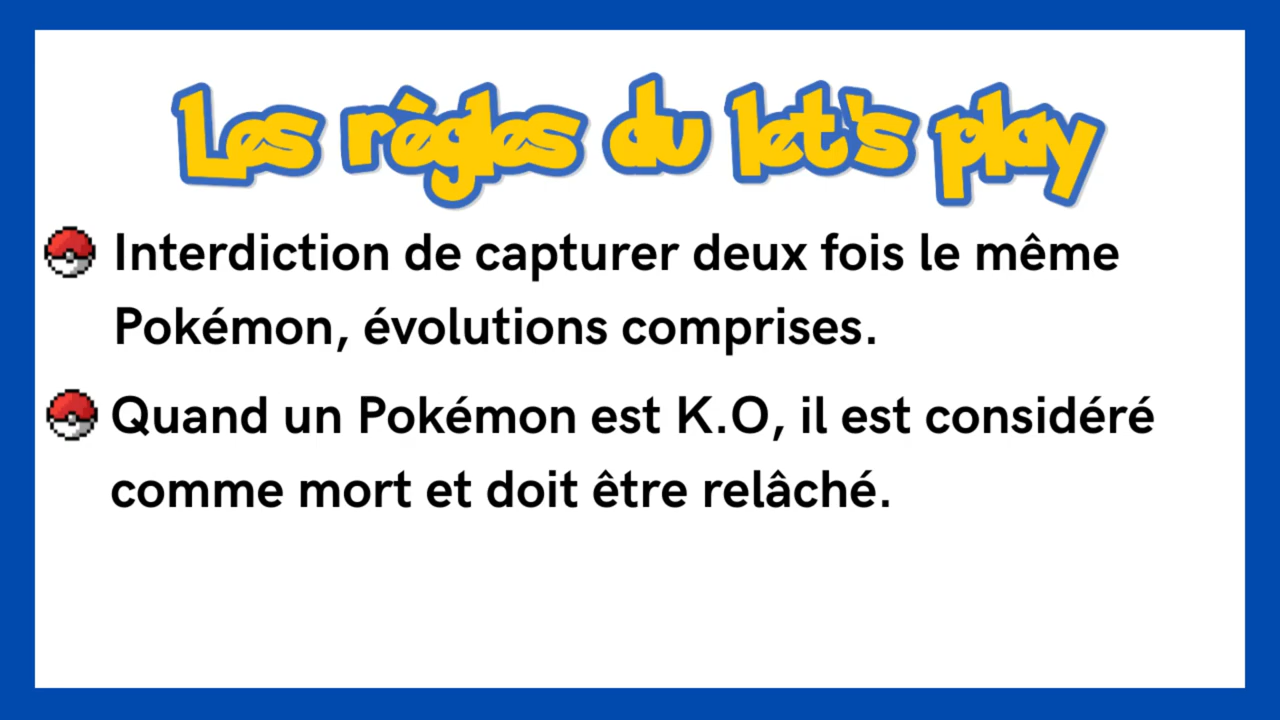 Les règles du let's play
Interdiction de capturer deux fois le même
Pokémon, évolutions comprises.
Quand un Pokémon est K.O, il est considéré
comme mort et doit être relâché.